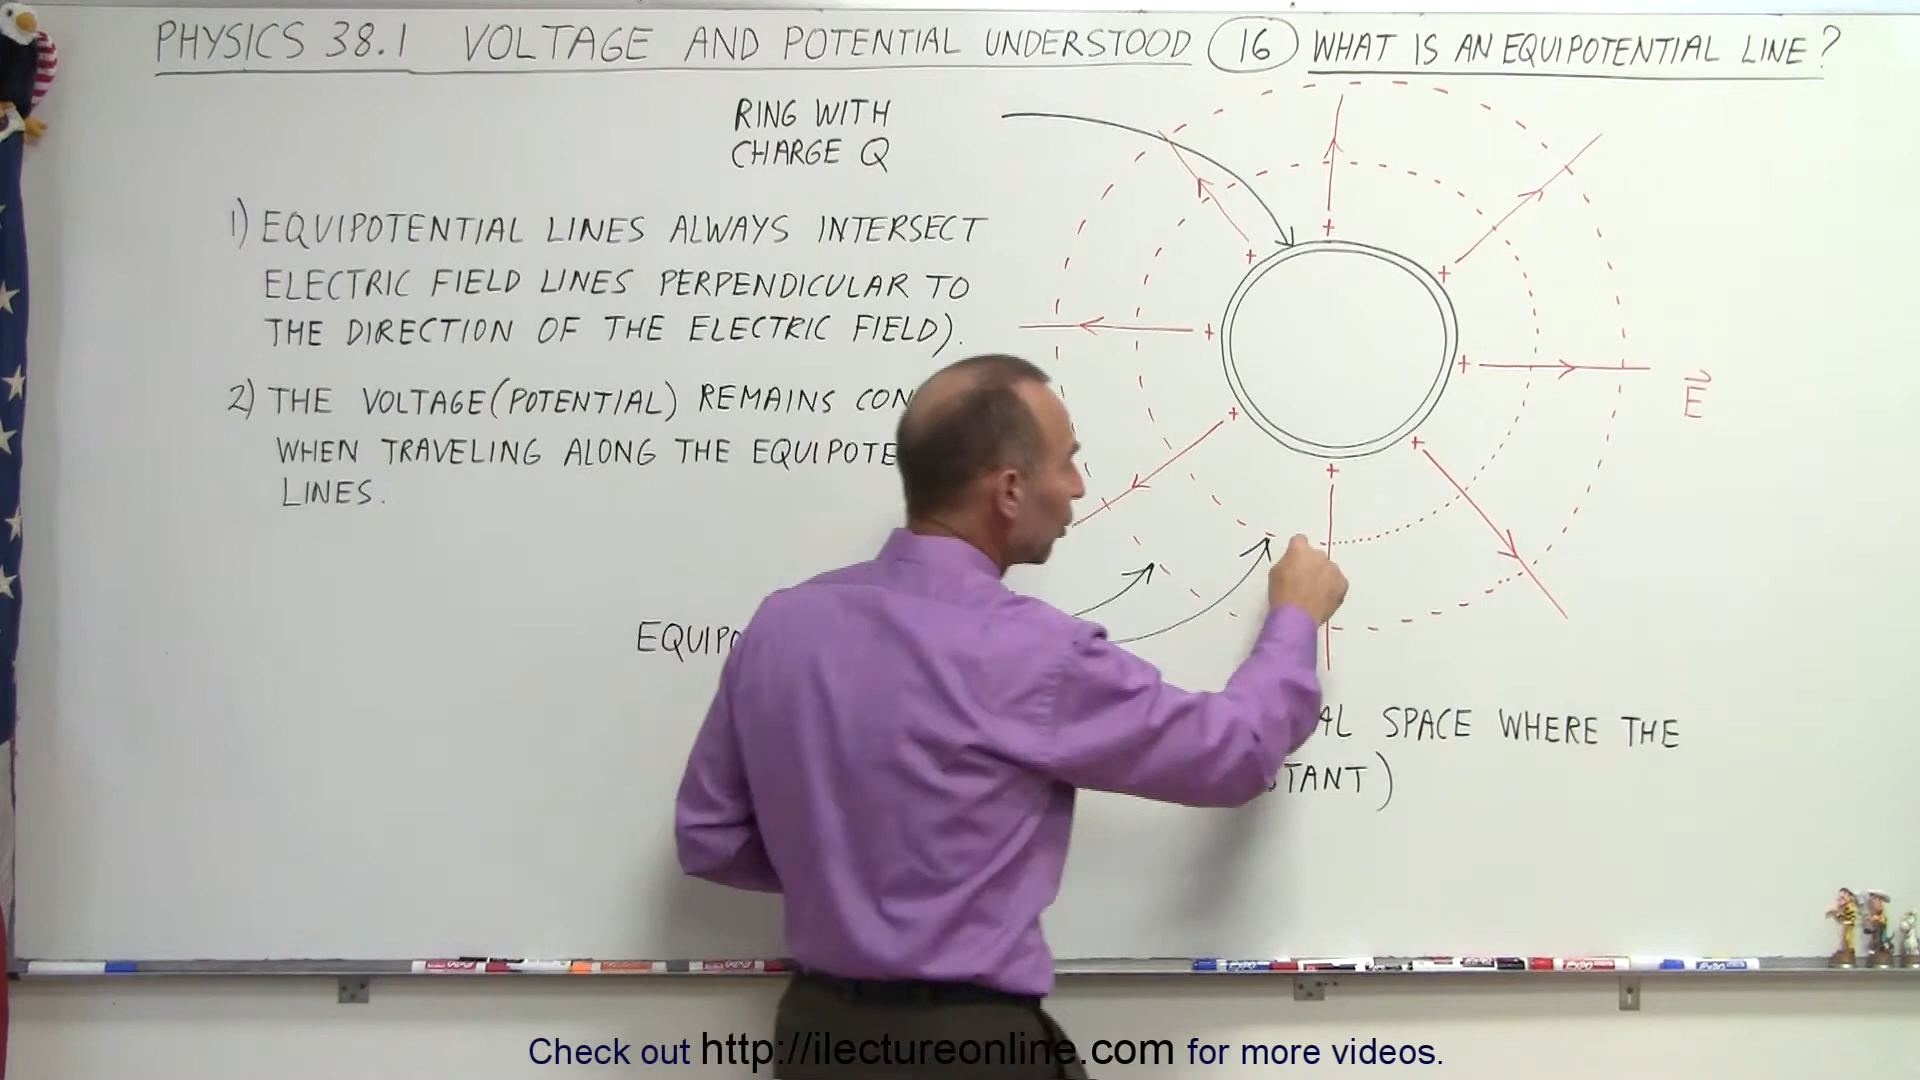 PHYSICS 38.1 VOLTAGE AND POTENTIAL UNDERSTOOD 16 WHAT IS AN EQUIPOTENTIAL LINE?
RING WITH
CHARGE Q
1) EQUIPOTENTIAL LINES ALWAYS INTERSECT
ELECTRIC FIELD LINES PERPENDICULAR TO
THE DIRECTION OF THE ELECTRIC FIELD).
2) THE VOLTAGE (POTENTIAL) REMAINS CON
WHEN TRAVELING ALONG THE EQUIPOTE
LINES.
E
EQUIPO
AL SPACE WHERE THE
STANT)
Check out http://ilectureonline.com for more videos.